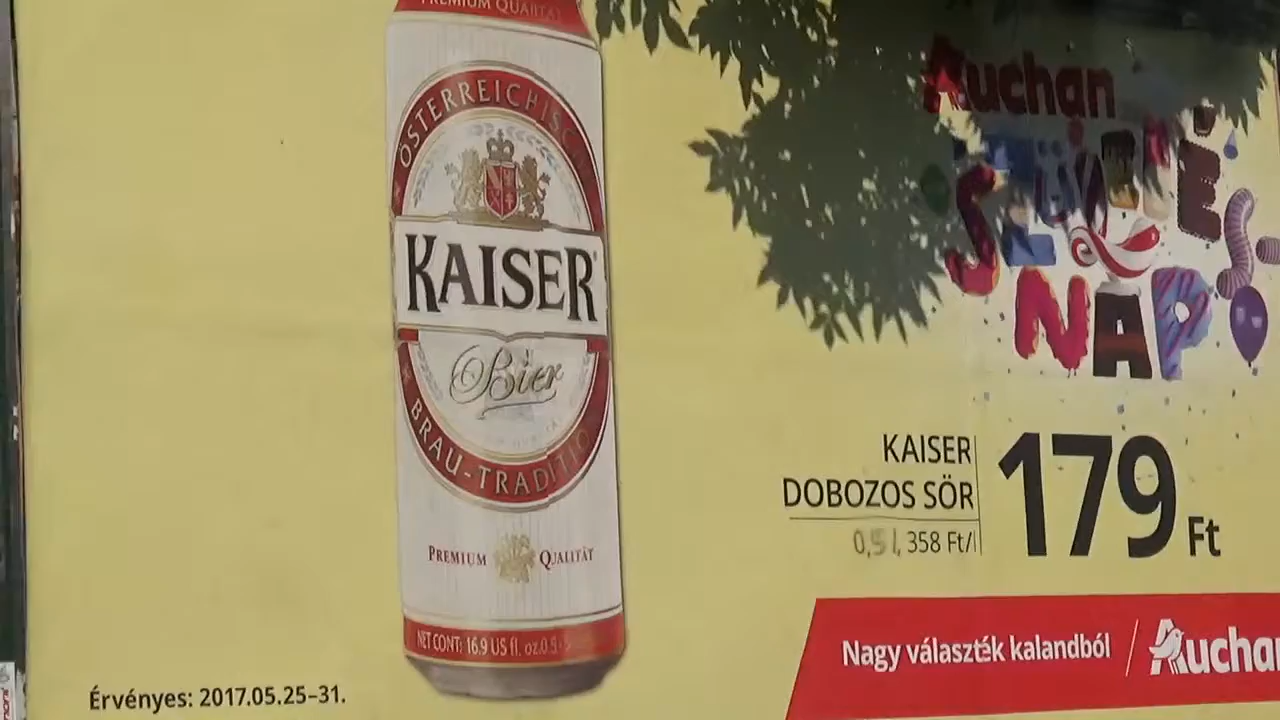 PREMIUM QUALITÄT
ÖSTERREICHISCHE
KAISER
Bier
BRAU-TRADITION
PREMIUM QUALITÄT
NET CONT: 16.9 US fl. oz.
Auchan
SZÜLINAP
KAISER
DOBOZOS SÖR
0,5 l, 358 Ft/l
179 Ft
Nagy választék kalandból
Auchan
Érvényes: 2017.05.25–31.